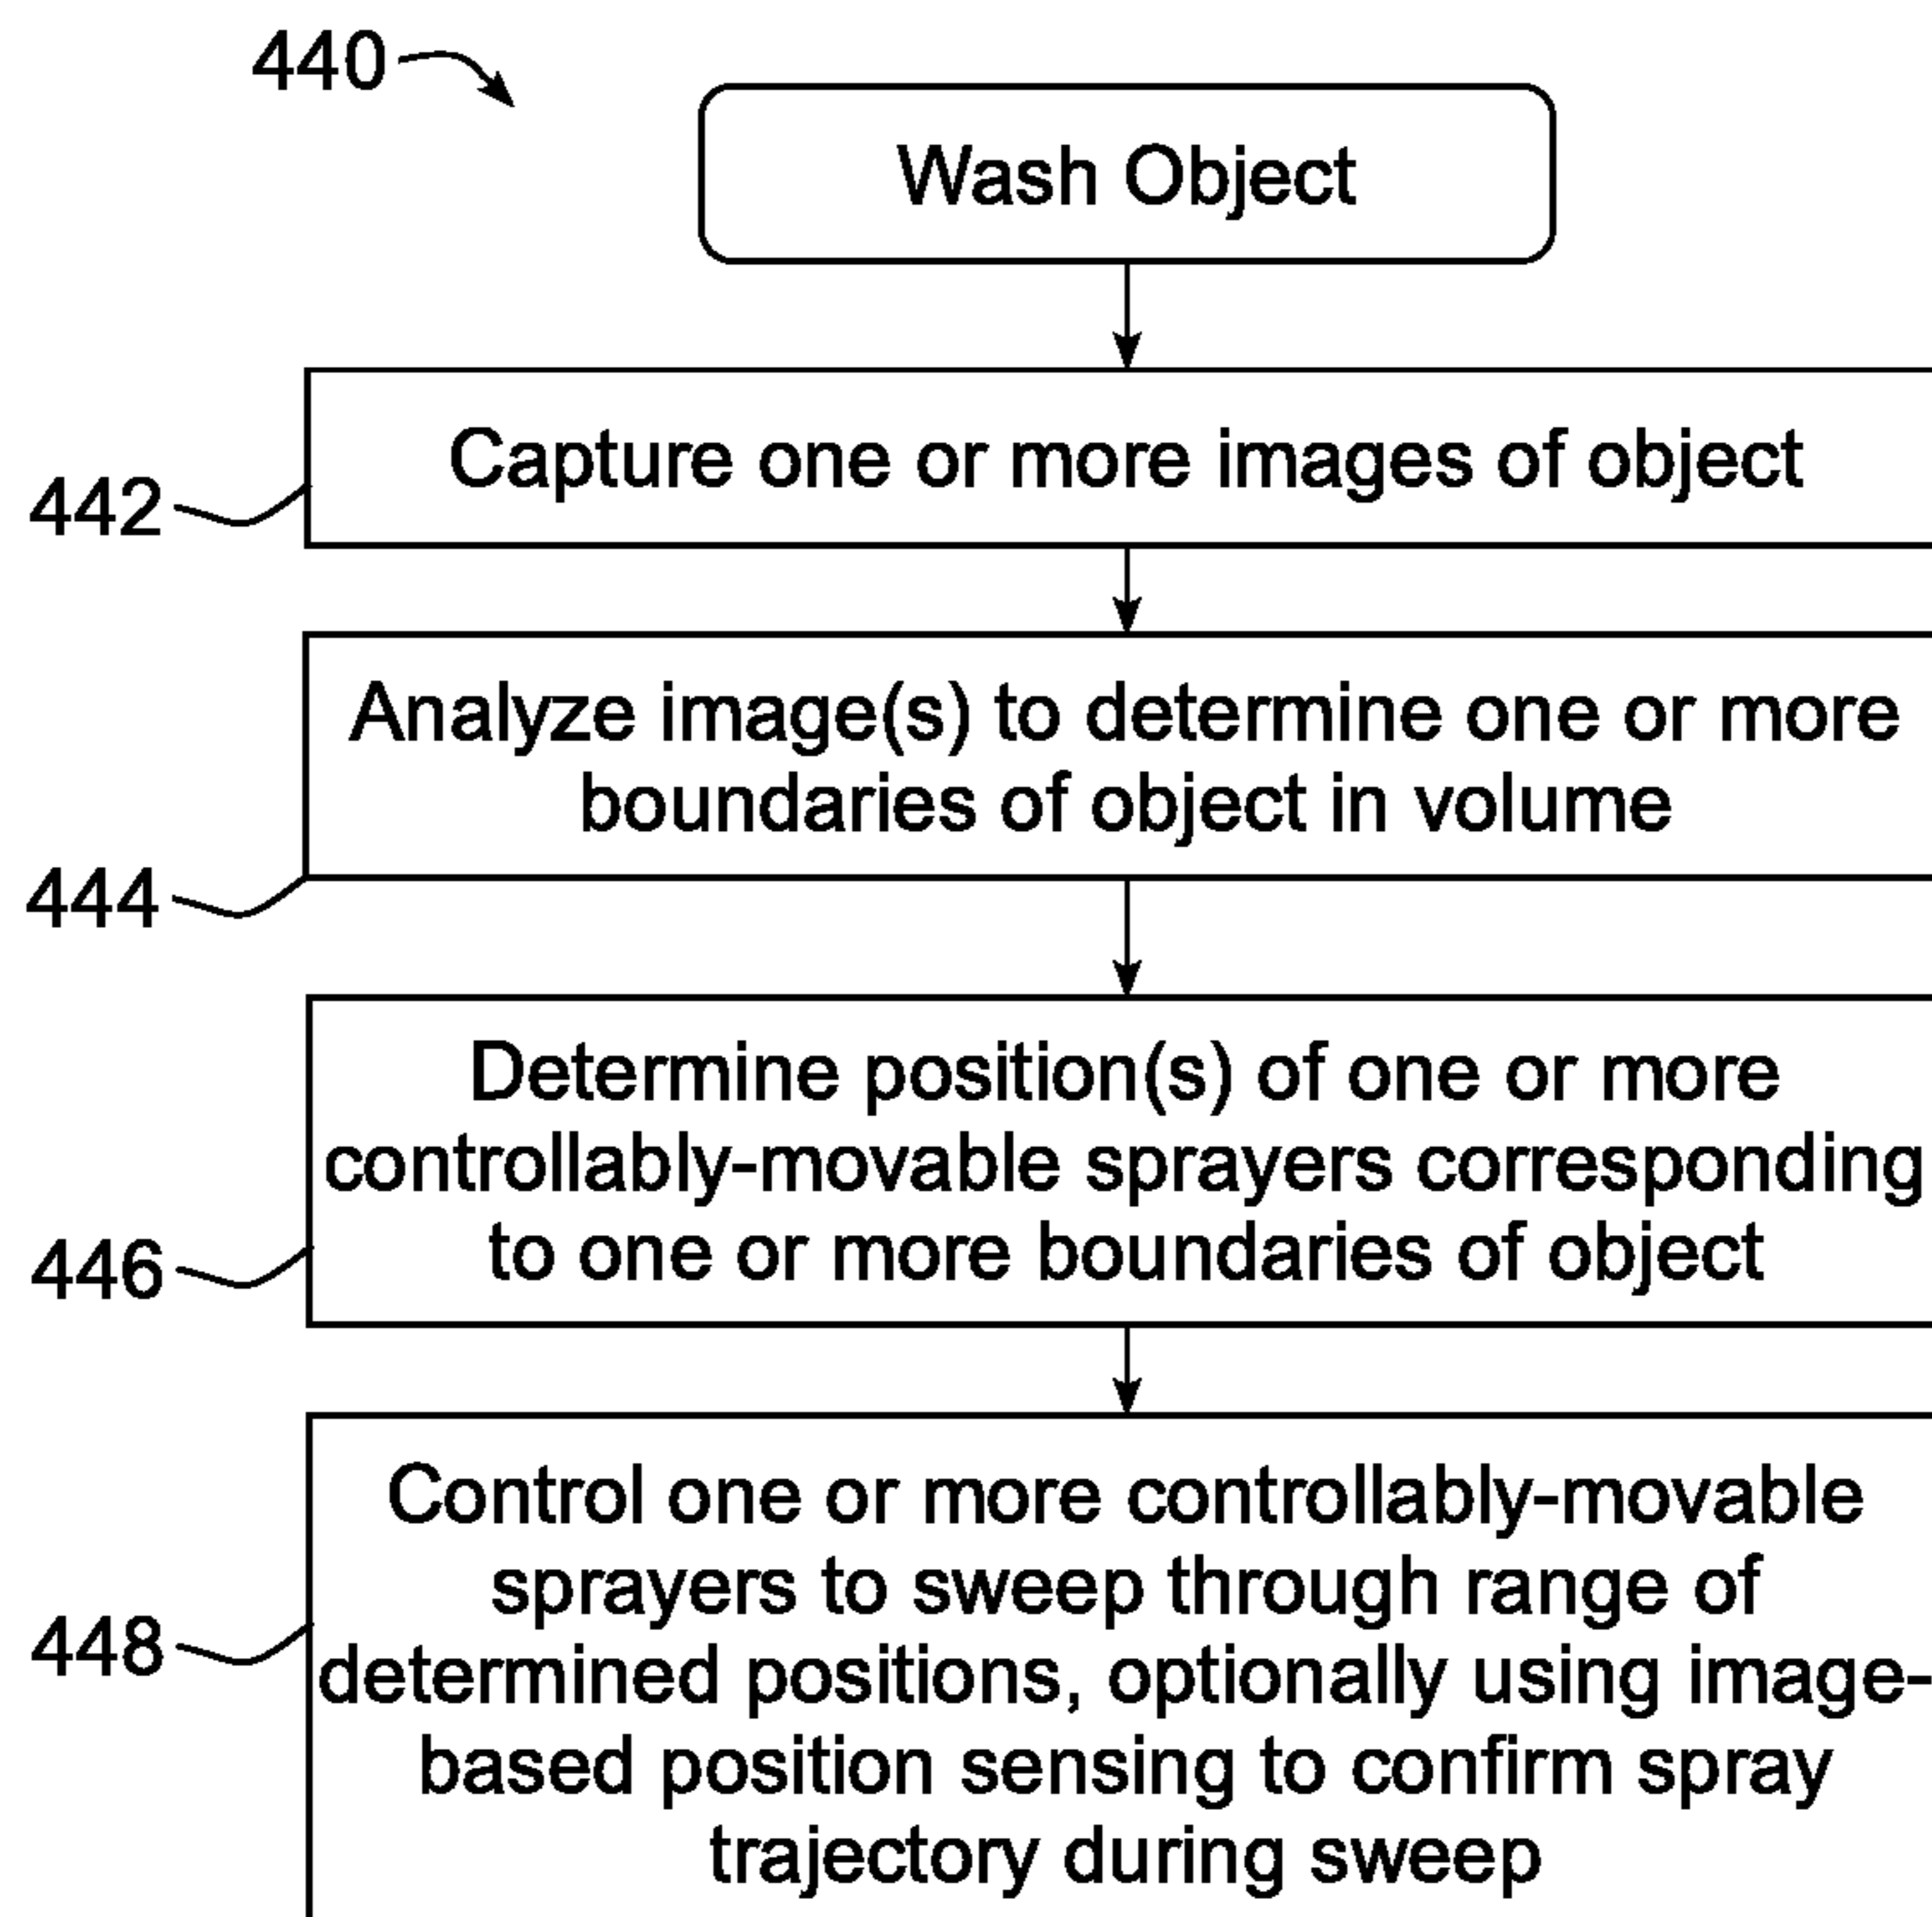 440
Wash Object
Capture one or more images of object
442
Analyze image(s) to determine one or more
boundaries of object in volume
444
Determine position(s) of one or more
controllably-movable sprayers corresponding
to one or more boundaries of object
446
Control one or more controllably-movable
sprayers to sweep through range of
448
determined positions, optionally using image-
based position sensing to confirm spray
trajectory during sweep